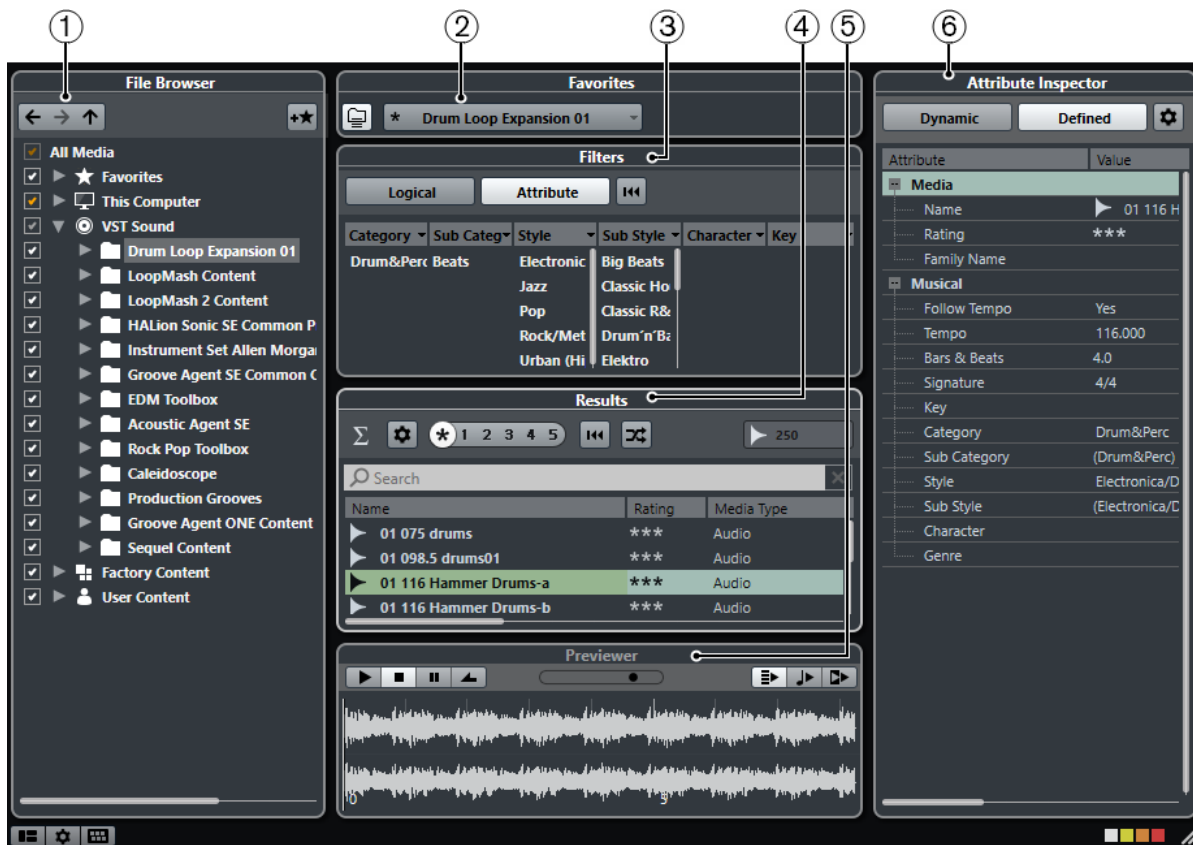 1
2
3
4
5
6
File Browser
All Media
Favorites
This Computer
VST Sound
Drum Loop Expansion 01
LoopMash Content
LoopMash 2 Content
HALion Sonic SE Common P
Instrument Set Allen Morgai
Groove Agent SE Common C
EDM Toolbox
Acoustic Agent SE
Rock Pop Toolbox
Caleidoscope
Production Grooves
Groove Agent ONE Content
Sequel Content
Factory Content
User Content
Favorites
* Drum Loop Expansion 01
Filters
Logical Attribute
Category Sub Categ Style Sub Style Character Key
Drum&Perc Beats Electronic Big Beats
Jazz Classic Ho
Pop Classic R&
Rock/Met Drum´n´Ba
Urban (Hi Elektro
Results
Σ * 1 2 3 4 5 250
Search
Name Rating Media Type
01 075 drums *** Audio
01 098.5 drums01 *** Audio
01 116 Hammer Drums-a *** Audio
01 116 Hammer Drums-b *** Audio
Previewer
0 5
Attribute Inspector
Dynamic Defined
Attribute Value
Media
Name 01 116 H
Rating ***
Family Name
Musical
Follow Tempo Yes
Tempo 116.000
Bars & Beats 4.0
Signature 4/4
Key
Category Drum&Perc
Sub Category (Drum&Perc)
Style Electronica/D
Sub Style (Electronica/D
Character
Genre